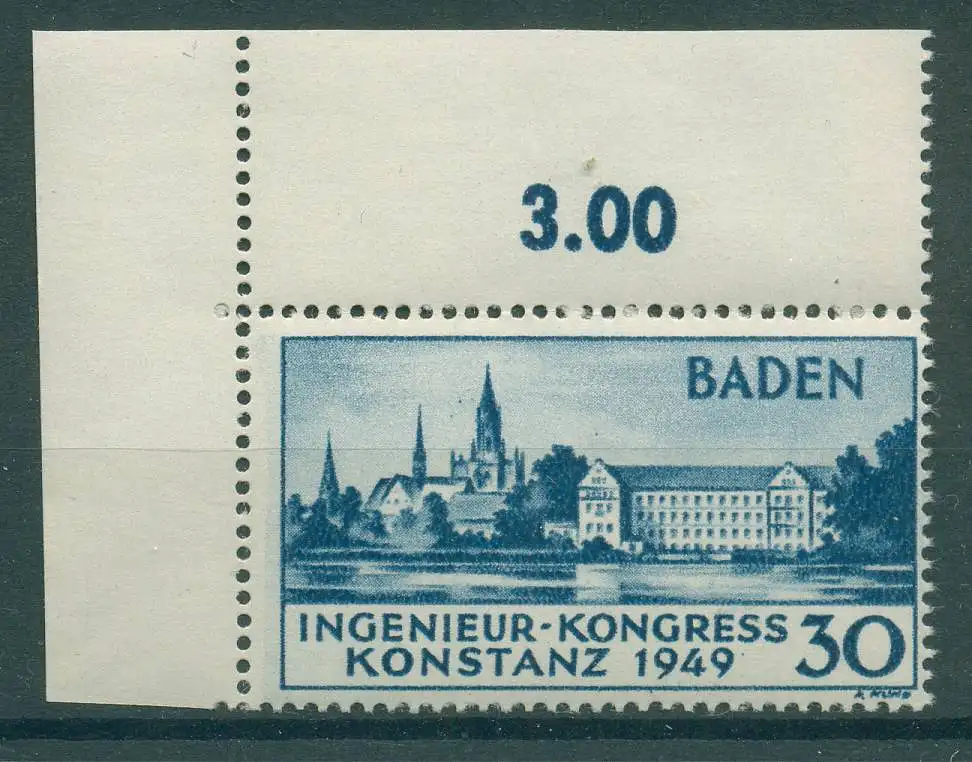 3.00
BADEN
INGENIEUR-KONGRESS
KONSTANZ 1949 30